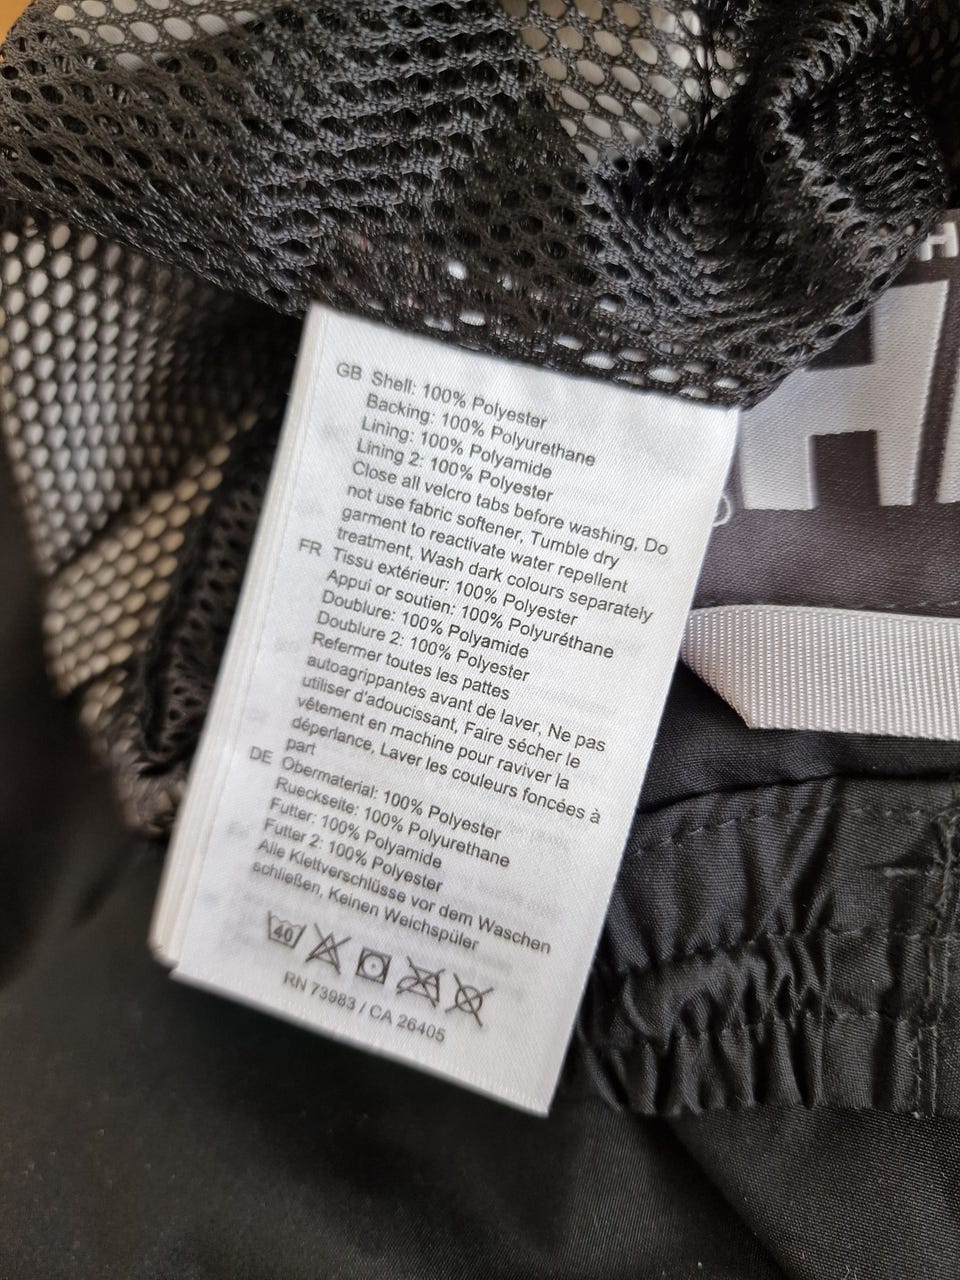 GB Shell: 100% Polyester
Backing: 100% Polyurethane
Lining: 100% Polyamide
Lining 2: 100% Polyester
Close all velcro tabs before washing, Do
not use fabric softener, Tumble dry
garment to reactivate water repellent
treatment, Wash dark colours separately
FR Tissu extérieur: 100% Polyester
Appui or soutien: 100% Polyuréthane
Doublure: 100% Polyamide
Doublure 2: 100% Polyester
Refermer toutes les pattes
autoagrippantes avant de laver, Ne pas
utiliser d'adoucissant, Faire sécher le
vêtement en machine pour raviver la
déperlance, Laver les couleurs foncées à
part
DE Obermaterial: 100% Polyester
Rueckseite: 100% Polyurethane
Futter: 100% Polyamide
Futter 2: 100% Polyester
Alle Klettverschlüsse vor dem Waschen
schließen, Keinen Weichspüler
40
RN 73983 / CA 26405
H
H